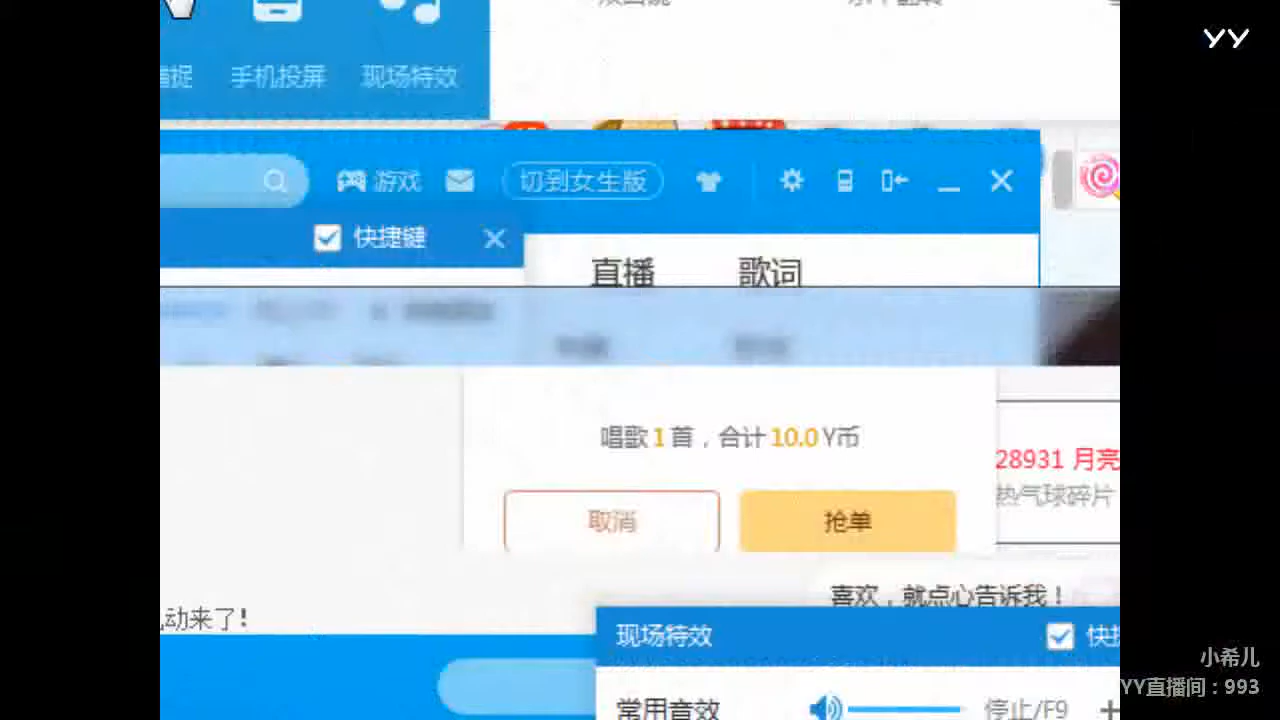 YY
手机投屏 现场特效
游戏 切到女生版
快捷键
直播 歌词
唱歌1首，合计10.0Y币
28931 月亮
热气球碎片
取消 抢单
喜欢，就点心告诉我！
动来了!
现场特效
常用音效 停止/F9
小希儿
YY直播间：993